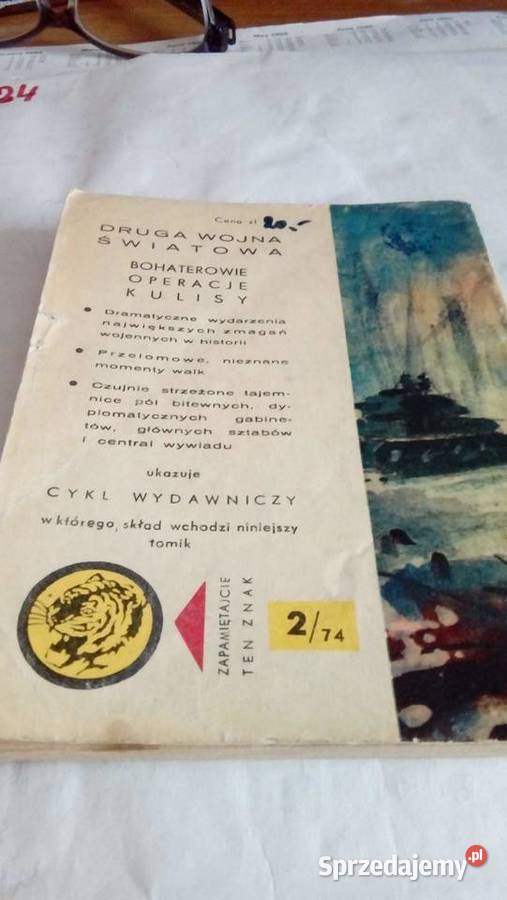 24
Cena zł 20.-
DRUGA WOJNA
ŚWIATOWA
BOHATEROWIE
OPERACJE
KULISY
• Dramatyczne wydarzenia
największych zmagań
wojennych w historii
• Przełomowe, nieznane
momenty walk
• Czujnie strzeżone tajem-
nice pól bitewnych, dy-
plomatycznych gabine-
tów, głównych sztabów
i central wywiadu
ukazuje
CYKL WYDAWNICZY
w którego, skład wchodzi niniejszy
tomik
ZAPAMIĘTAJCIE
TEN ZNAK
2/74
Sprzedajemy.pl